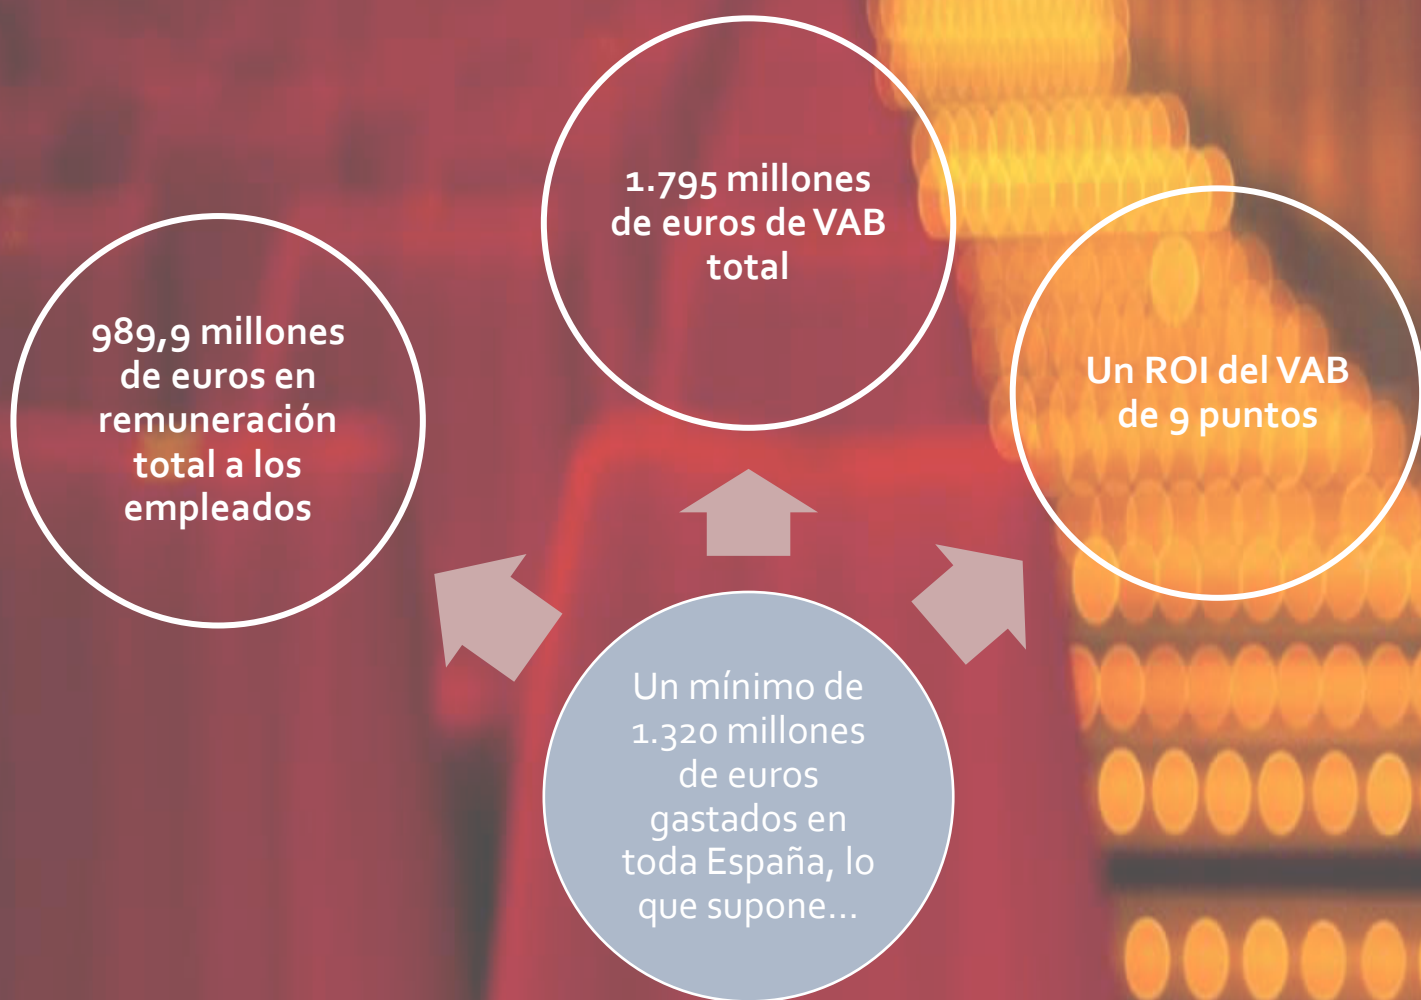 1.795 millones
de euros de VAB
total
989,9 millones
de euros en
remuneración
total a los
empleados
Un ROI del VAB
de 9 puntos
Un mínimo de
1.320 millones
de euros
gastados en
toda España, lo
que supone...